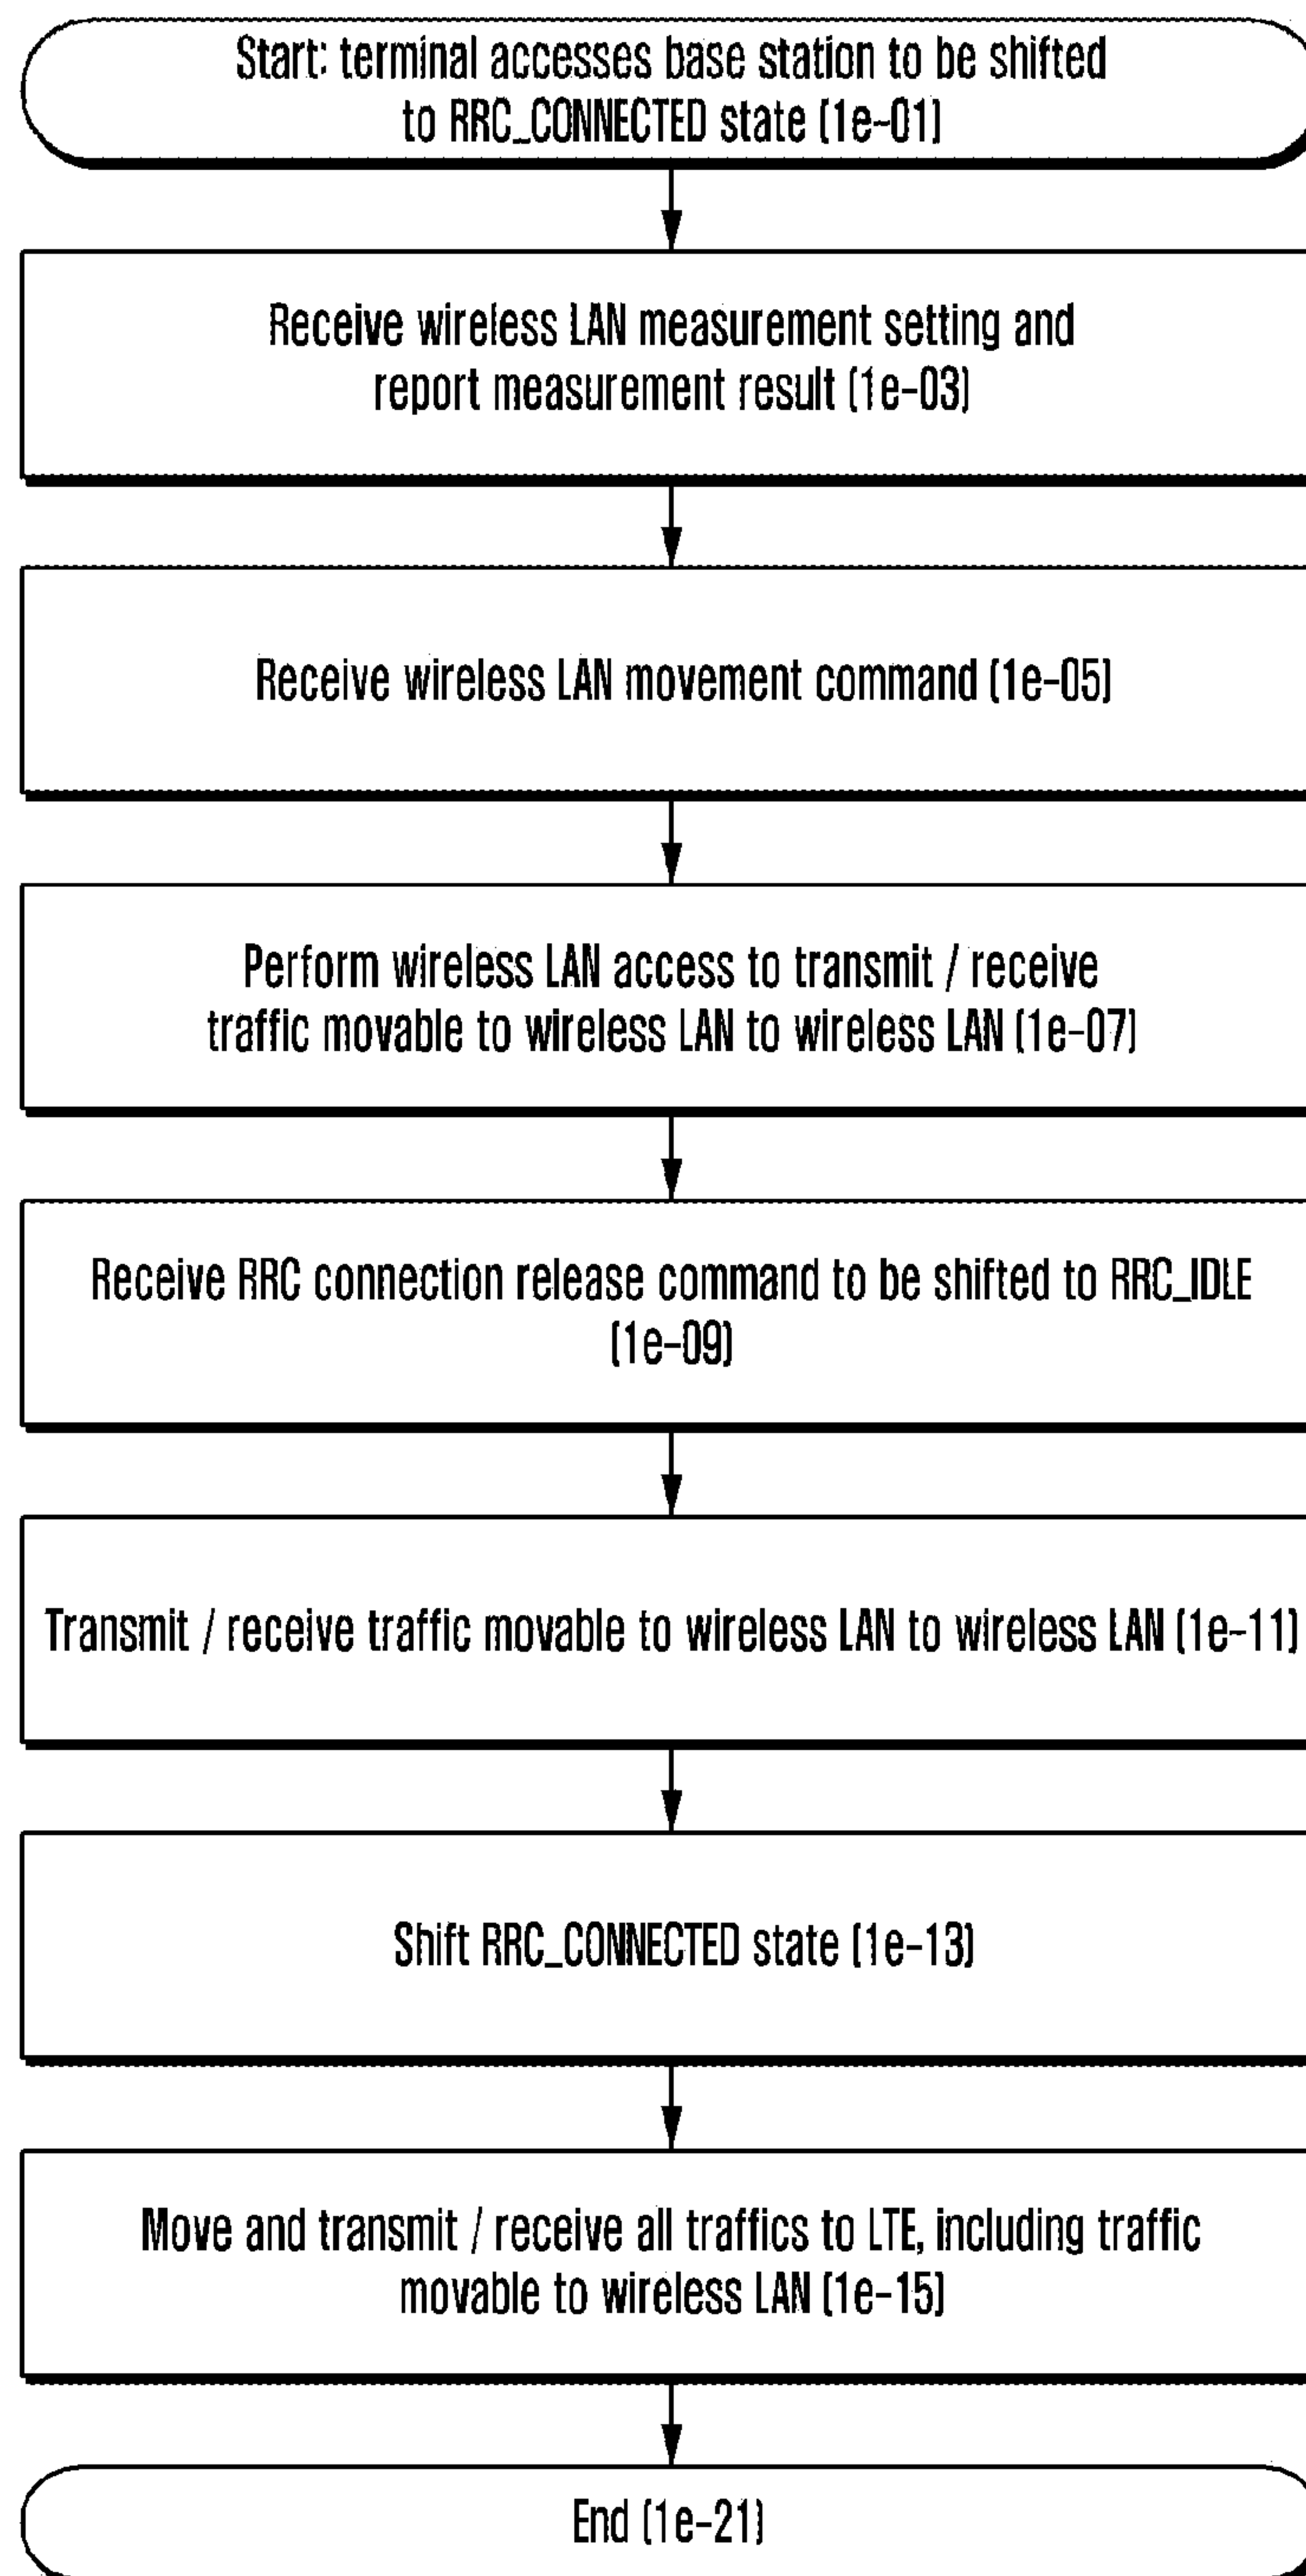 Start: terminal accesses base station to be shifted
to RRC_CONNECTED state (1e-01)
Receive wireless LAN measurement setting and
report measurement result (1e-03)
Receive wireless LAN movement command (1e-05)
Perform wireless LAN access to transmit / receive
traffic movable to wireless LAN to wireless LAN (1e-07)
Receive RRC connection release command to be shifted to RRC_IDLE
(1e-09)
Transmit / receive traffic movable to wireless LAN to wireless LAN (1e-11)
Shift RRC_CONNECTED state (1e-13)
Move and transmit / receive all traffics to LTE, including traffic
movable to wireless LAN (1e-15)
End (1e-21)